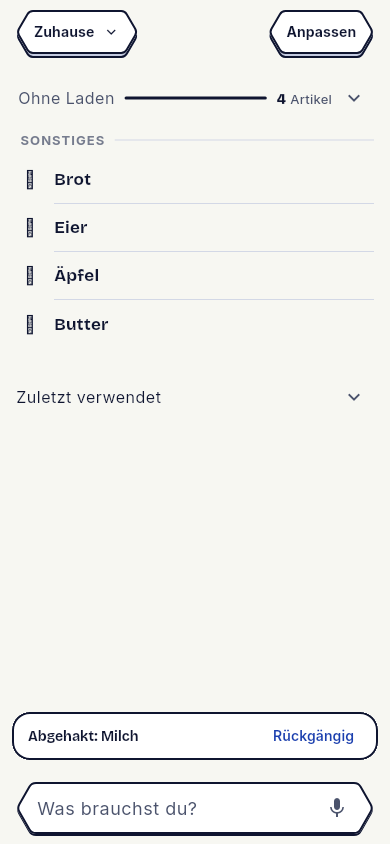 Zuhause
Anpassen
Ohne Laden 4 Artikel
SONSTIGES
Brot
Eier
Äpfel
Butter
Zuletzt verwendet
Abgehakt: Milch Rückgängig
Was brauchst du?